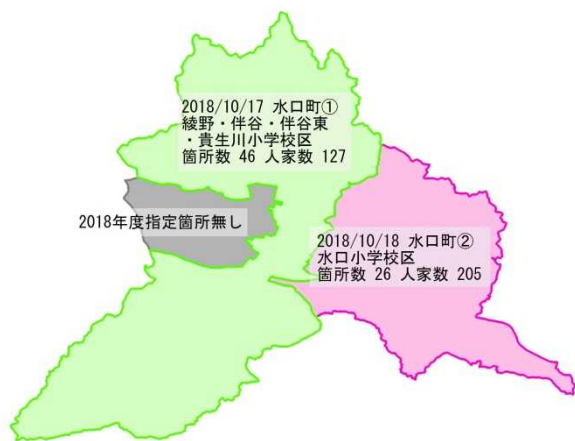 2018/10/17 水口町①
綾野・伴谷・伴谷東
・貴生川小学校区
箇所数 46 人家数 127
2018年度指定箇所無し
2018/10/18 水口町②
水口小学校区
箇所数 26 人家数 205